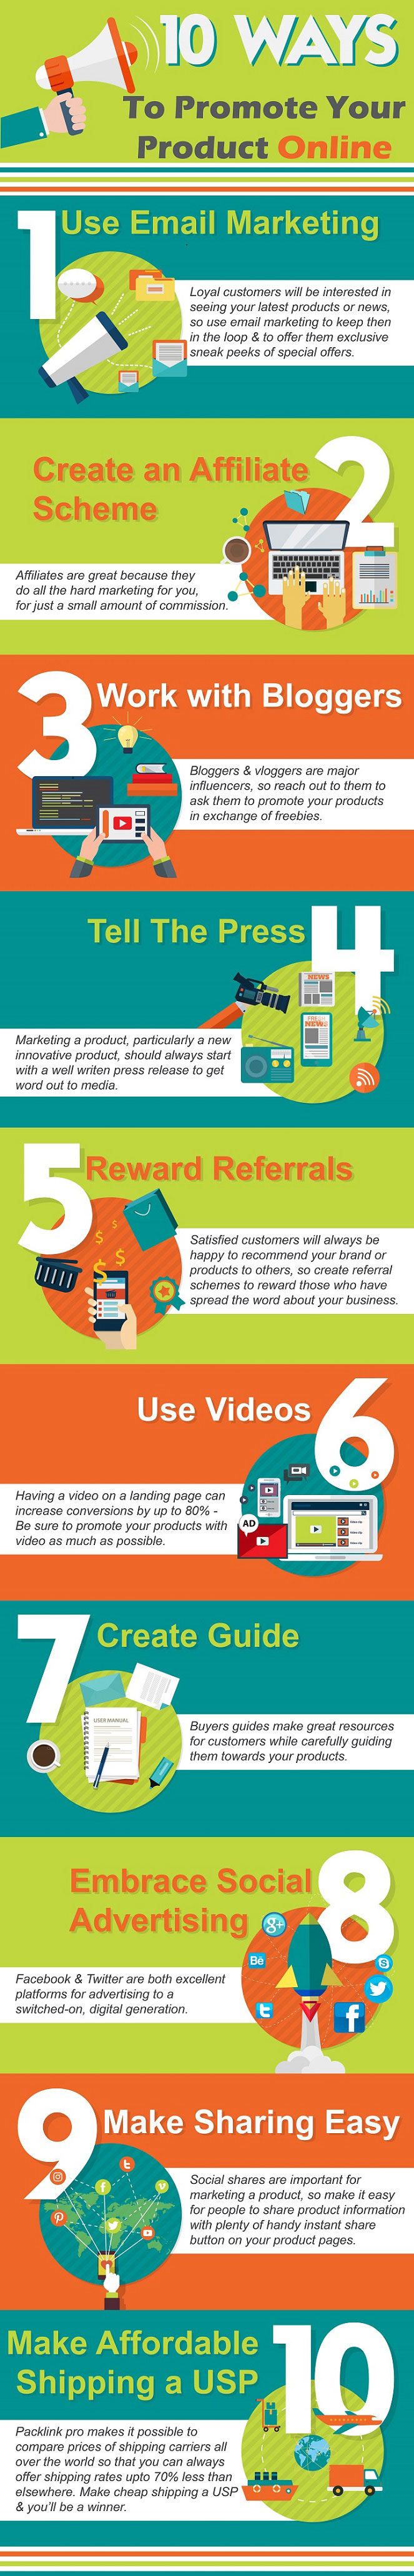 10 WAYS
To Promote Your
Product Online
1
Use Email Marketing
Loyal customers will be interested in
seeing your latest products or news,
so use email marketing to keep then
in the loop & to offer them exclusive
sneak peeks of special offers.
2
Create an Affiliate
Scheme
Affiliates are great because they
do all the hard marketing for you,
for just a small amount of commission.
3
Work with Bloggers
Bloggers & vloggers are major
influencers, so reach out to them to
ask them to promote your products
in exchange of freebies.
Tell The Press
4
NEWS
FRESH
NEWS
Marketing a product, particularly a new
innovative product, should always start
with a well writen press release to get
word out to media.
5
Reward Referrals
$
$
$
$
Satisfied customers will always be
happy to recommend your brand or
products to others, so create referral
schemes to reward those who have
spread the word about your business.
Use Videos
6
Having a video on a landing page can
increase conversions by up to 80% -
Be sure to promote your products with
video as much as possible.
AD
7
Create Guide
USER MANUAL
Buyers guides make great resources
for customers while carefully guiding
them towards your products.
Embrace Social
Advertising
8
g+
Bē
S
t
f
Facebook & Twitter are both excellent
platforms for advertising to a
switched-on, digital generation.
9
Make Sharing Easy
t
f
v
Social shares are important for
marketing a product, so make it easy
for people to share product information
with plenty of handy instant share
button on your product pages.
Make Affordable
Shipping a USP
10
Packlink pro makes it possible to
compare prices of shipping carriers all
over the world so that you can always
offer shipping rates upto 70% less than
elsewhere. Make cheap shipping a USP
& you'll be a winner.